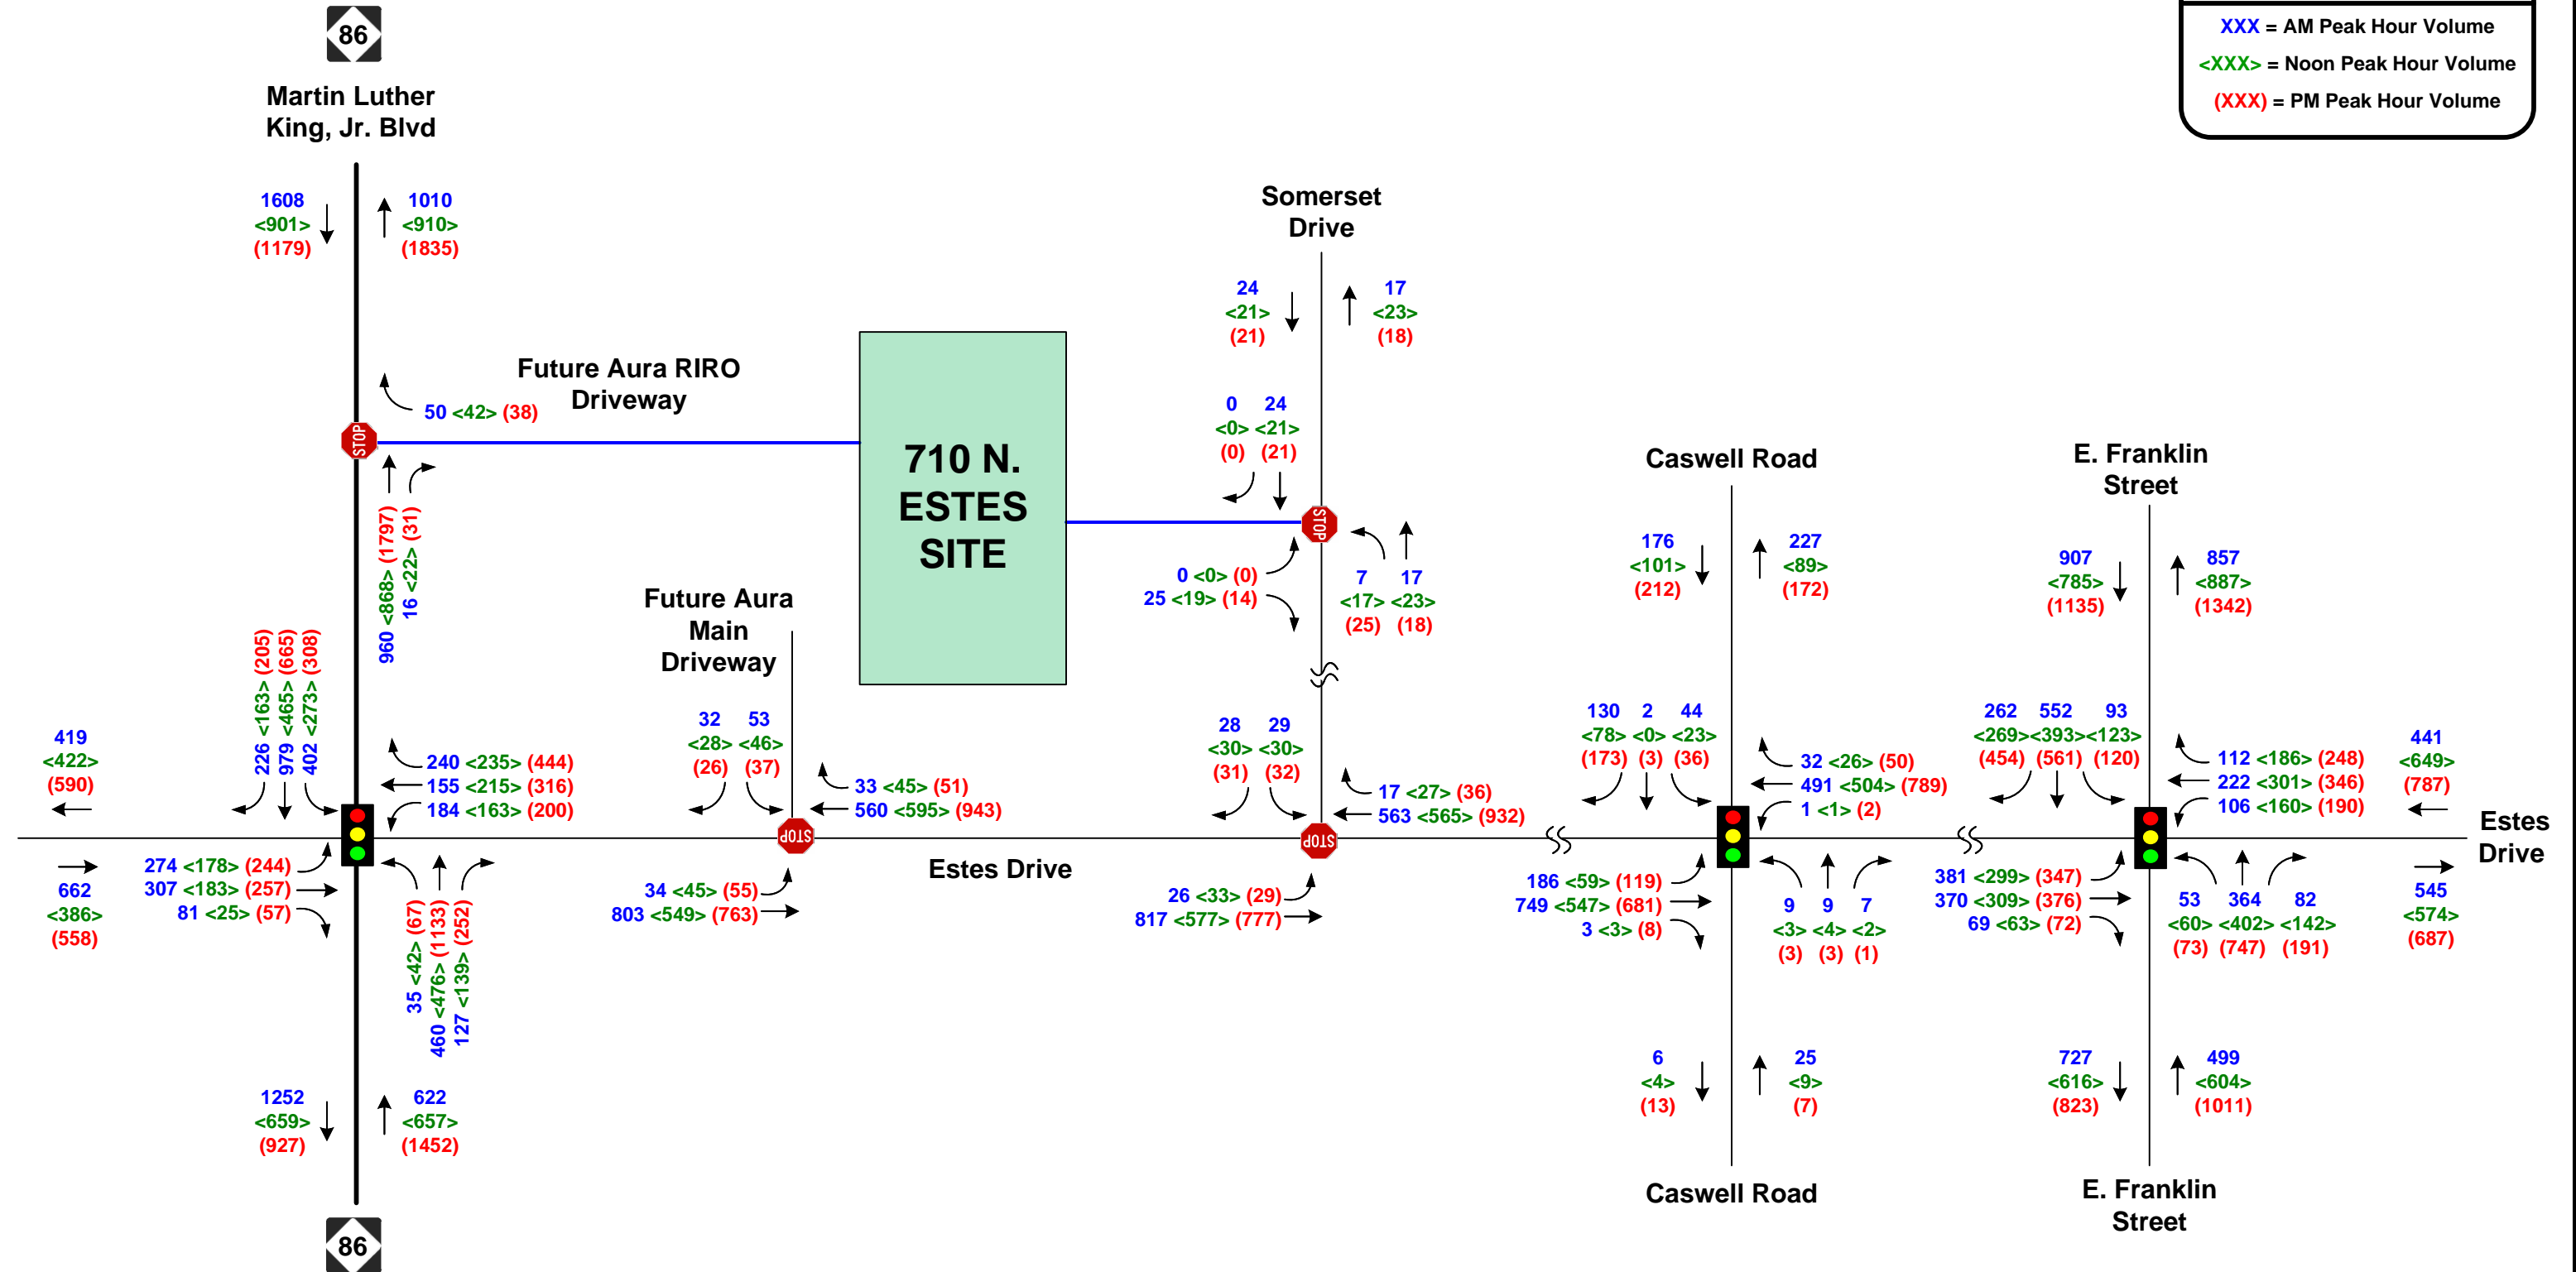 86
Martin Luther
King, Jr. Blvd
XXX = AM Peak Hour Volume
<XXX> = Noon Peak Hour Volume
(XXX) = PM Peak Hour Volume
1608
<901>
(1179)
1010
<910>
(1835)
Somerset
Drive
24
<21>
(21)
17
<23>
(18)
Future Aura RIRO
Driveway
50 <42> (38)
STOP
960 <868> (1797)
16 <22> (31)
710 N.
ESTES
SITE
0 24
<0> <21>
(0) (21)
STOP
0 <0> (0)
25 <19> (14)
7 17
<17> <23>
(25) (18)
Caswell Road
176
<101>
(212)
227
<89>
(172)
E. Franklin
Street
907
<785>
(1135)
857
<887>
(1342)
Future Aura
Main
Driveway
226 <163> (205)
979 <465> (665)
402 <273> (308)
419
<422>
(590)
240 <235> (444)
155 <215> (316)
184 <163> (200)
32 53
<28> <46>
(26) (37)
33 <45> (51)
560 <595> (943)
28 29
<30> <30>
(31) (32)
17 <27> (36)
563 <565> (932)
130 2 44
<78> <0> <23>
(173) (3) (36)
32 <26> (50)
491 <504> (789)
1 <1> (2)
262 552 93
<269><393><123>
(454) (561) (120)
112 <186> (248)
222 <301> (346)
106 <160> (190)
441
<649>
(787)
STOP
STOP
Estes
Drive
Estes Drive
662
<386>
(558)
274 <178> (244)
307 <183> (257)
81 <25> (57)
35 <42> (67)
460 <476> (1133)
127 <139> (252)
34 <45> (55)
803 <549> (763)
26 <33> (29)
817 <577> (777)
186 <59> (119)
749 <547> (681)
3 <3> (8)
9 9 7
<3> <4> <2>
(3) (3) (1)
381 <299> (347)
370 <309> (376)
69 <63> (72)
53 364 82
<60> <402> <142>
(73) (747) (191)
545
<574>
(687)
1252
<659>
(927)
622
<657>
(1452)
6
<4>
(13)
25
<9>
(7)
727
<616>
(823)
499
<604>
(1011)
Caswell Road
E. Franklin
Street
86